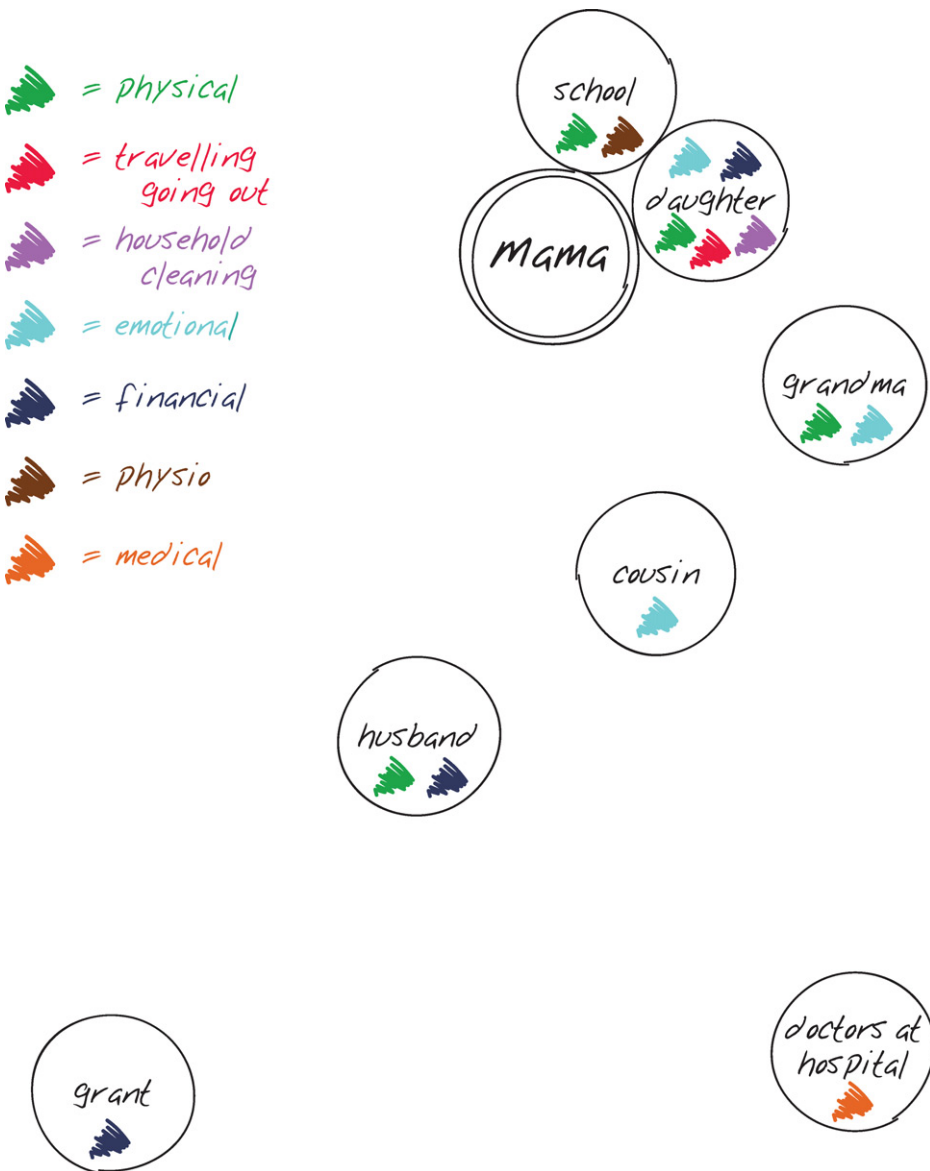 = physical
= travelling
going out
= household
cleaning
= emotional
= financial
= physio
= medical
school
daughter
Mama
grandma
cousin
husband
grant
doctors at
hospital